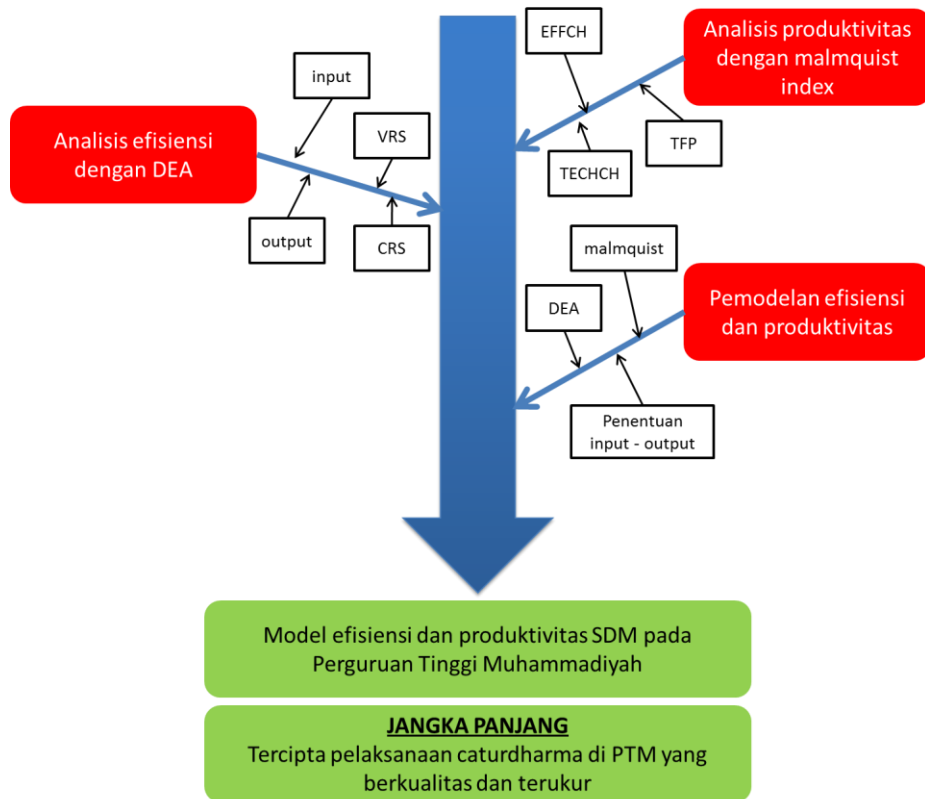 EFFCH
Analisis produktivitas
dengan malmquist
index
input
TFP
VRS
Analisis efisiensi
dengan DEA
TECHCH
output
CRS
malmquist
DEA
Pemodelan efisiensi
dan produktivitas
Penentuan
input - output
Model efisiensi dan produktivitas SDM pada
Perguruan Tinggi Muhammadiyah
JANGKA PANJANG
Tercipta pelaksanaan caturdharma di PTM yang
berkualitas dan terukur